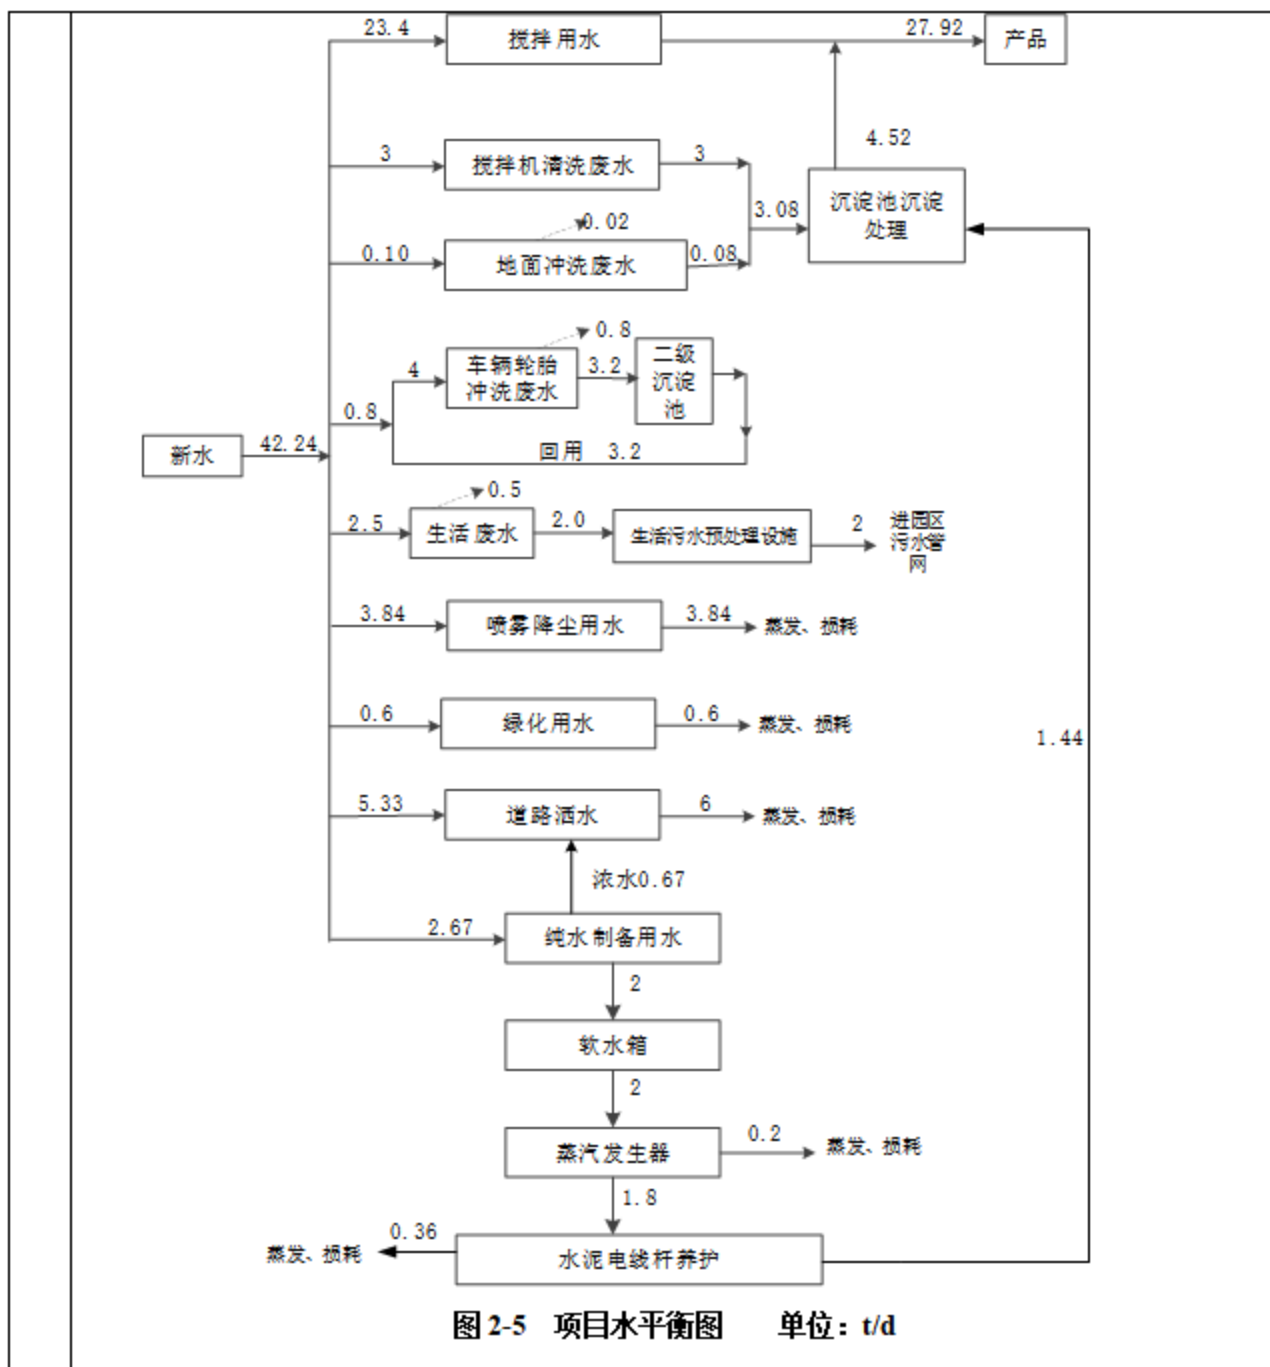 23.4
搅拌用水
27.92
产品
4.52
3
搅拌机清洗废水
3
沉淀池沉淀
处理
3.08
0.02
0.10
地面冲洗废水
0.08
0.8
4
车辆轮胎
冲洗废水
3.2
二级
沉淀
池
0.8
回用 3.2
新水
42.24
0.5
2.5
生活废水
2.0
生活污水预处理设施
2
进园区
污水管
网
3.84
喷雾降尘用水
3.84
蒸发、损耗
0.6
绿化用水
0.6
蒸发、损耗
1.44
5.33
道路洒水
6
蒸发、损耗
浓水0.67
2.67
纯水制备用水
2
软水箱
2
蒸汽发生器
0.2
蒸发、损耗
1.8
0.36
蒸发、损耗
水泥电线杆养护
图 2-5 项目水平衡图 单位：t/d